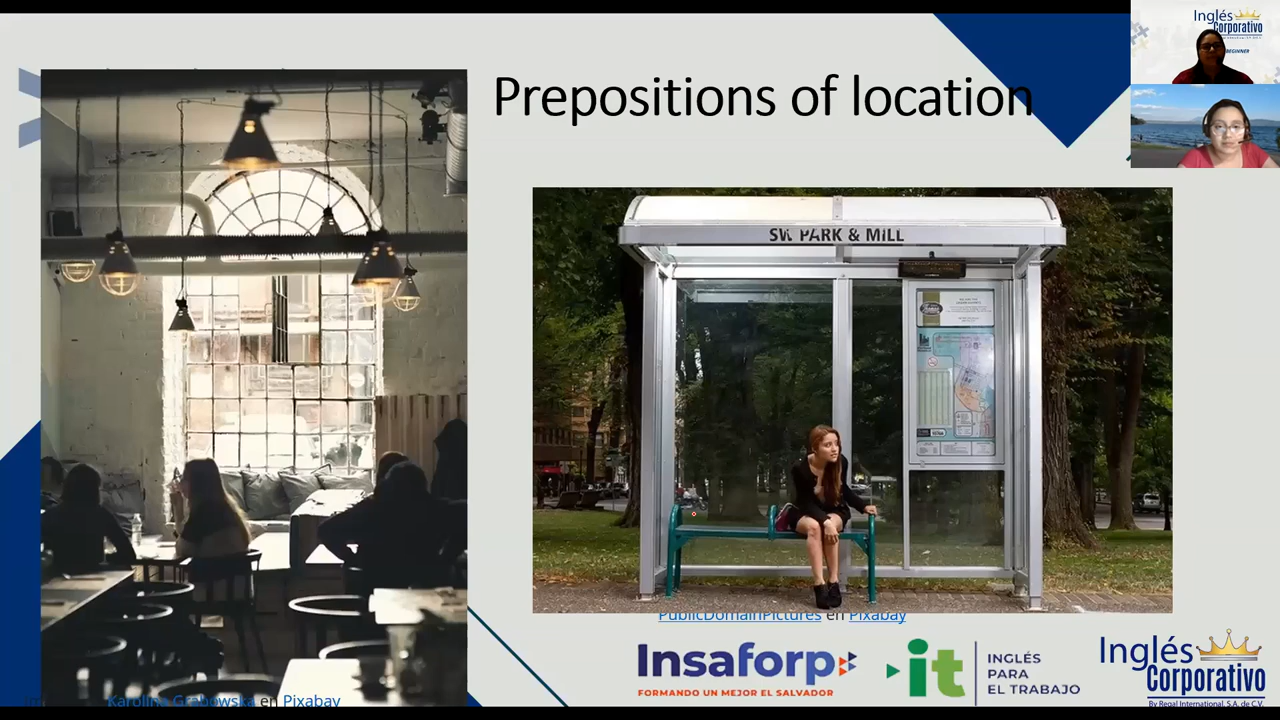 Prepositions of location
Inglés
Corporativo
BEGINNER
SW PARK & MILL
PublicDomainPictures en Pixabay
Karolina Grabowska en Pixabay
Insaforp
FORMANDO UN MEJOR EL SALVADOR
it
INGLÉS
PARA
EL TRABAJO
Inglés
Corporativo
By Regal International, S.A. de C.V.